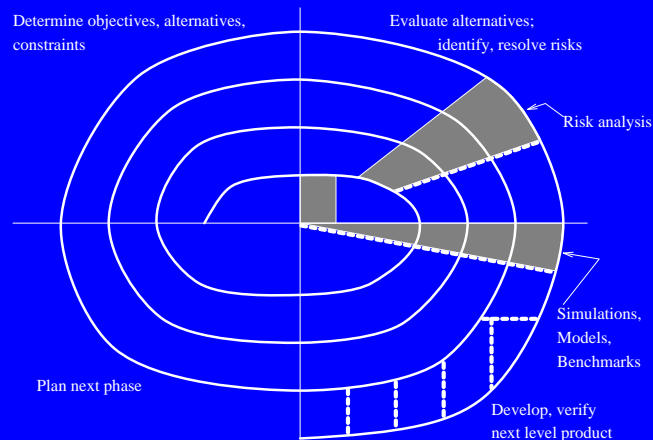 Determine objectives, alternatives,
constraints
Evaluate alternatives;
identify, resolve risks
Risk analysis
Simulations,
Models,
Benchmarks
Plan next phase
Develop, verify
next level product